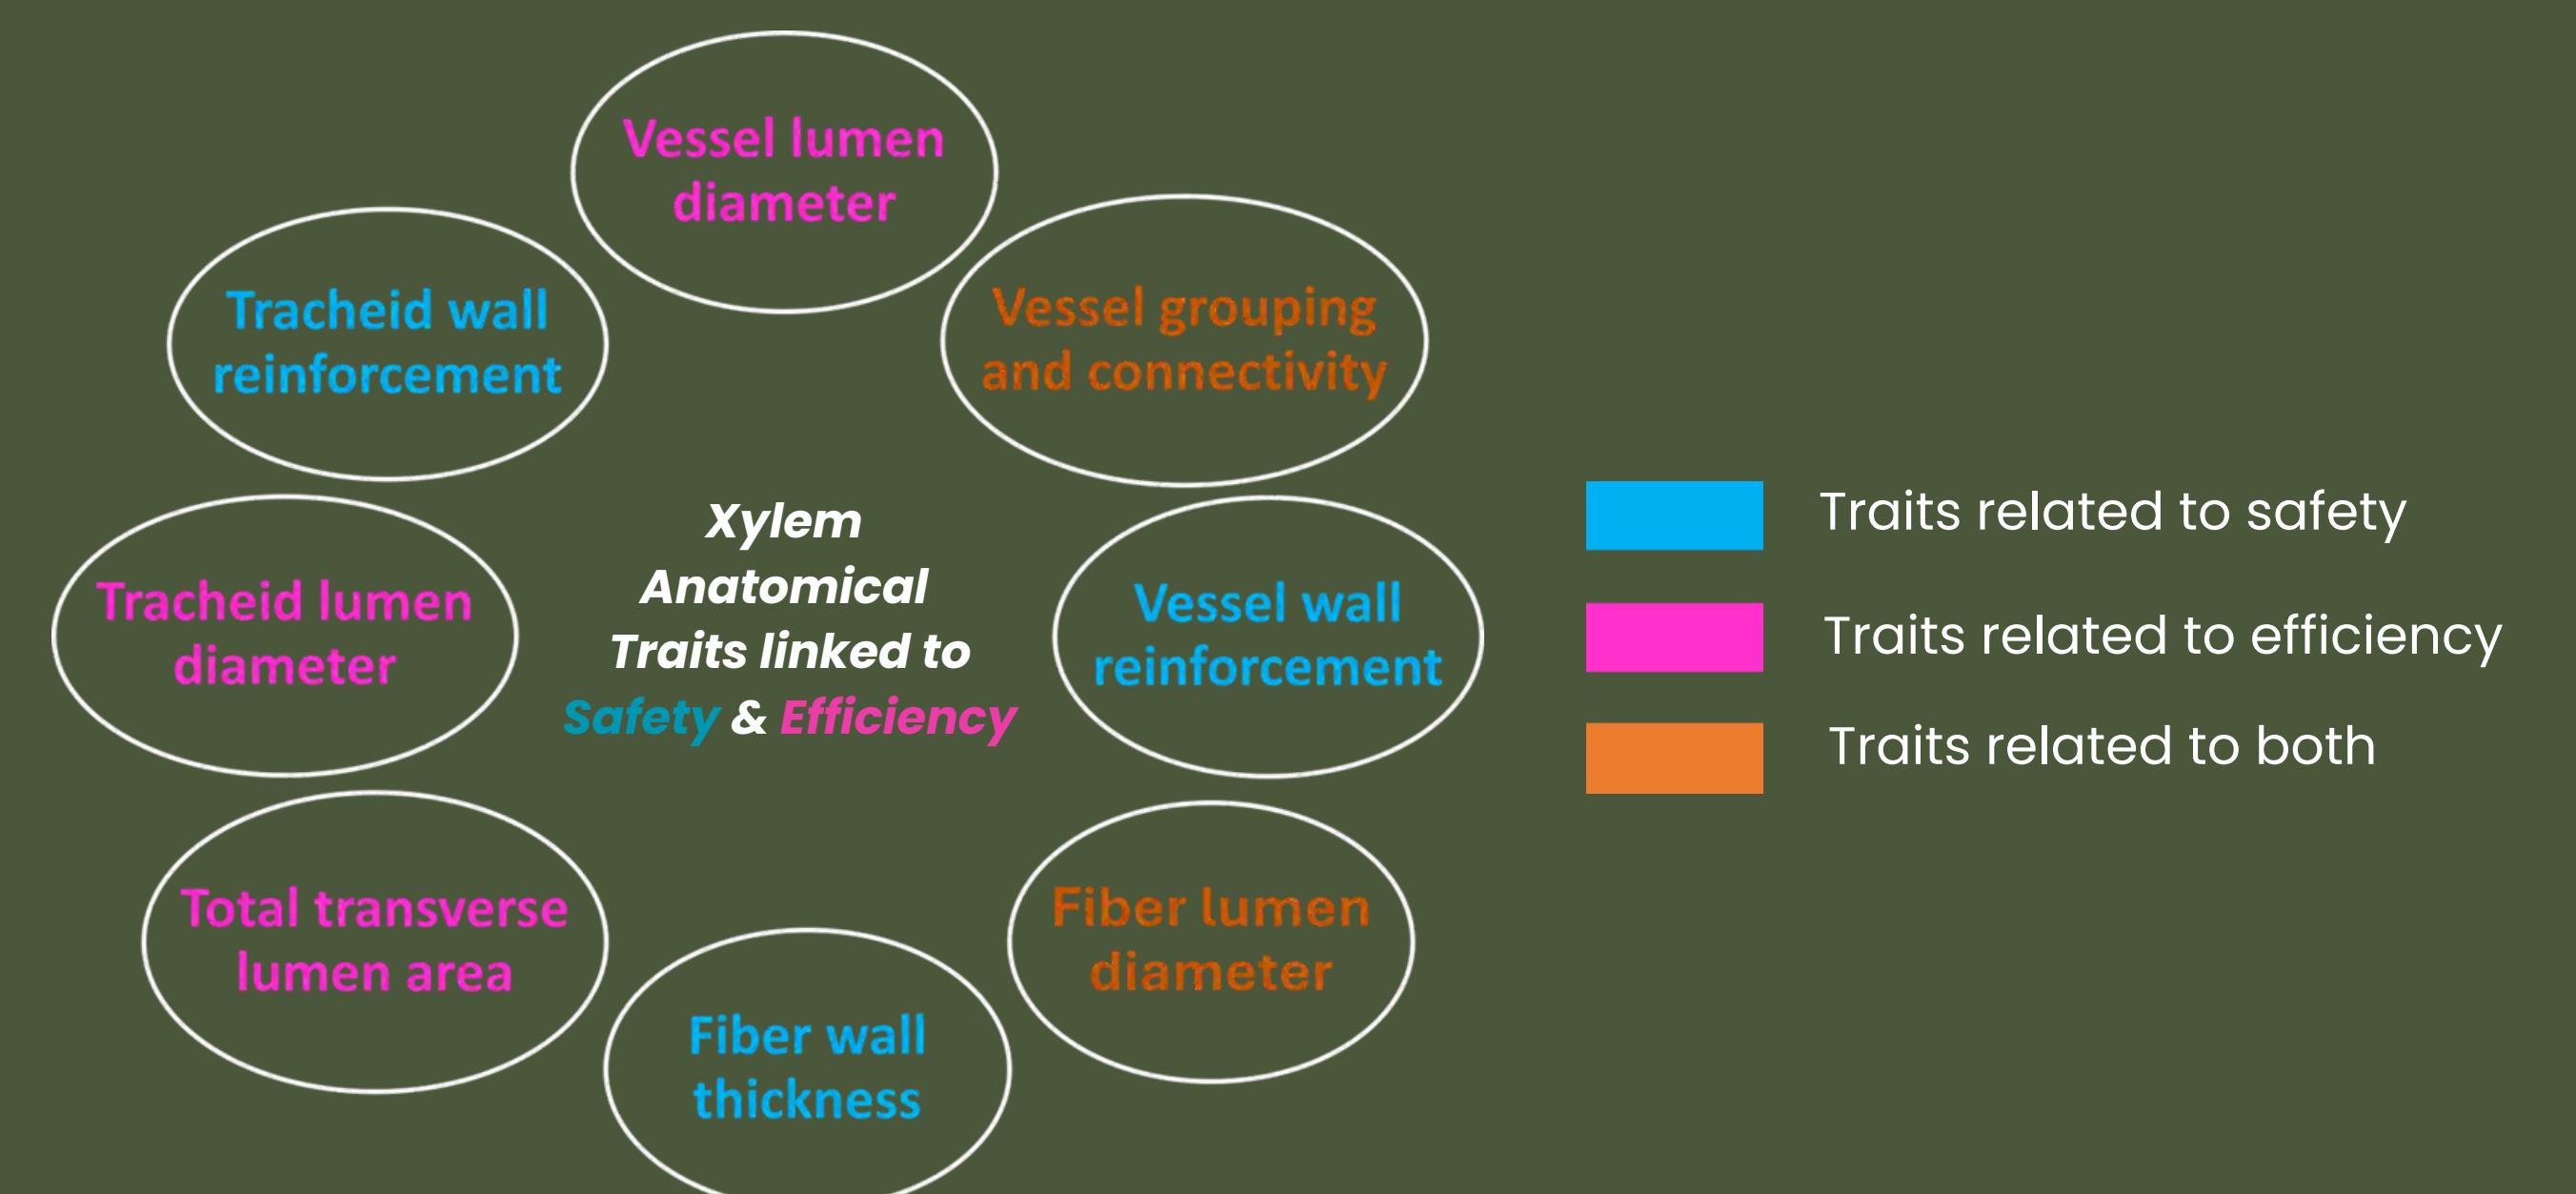 Vessel lumen
diameter
Vessel grouping
and connectivity
Vessel wall
reinforcement
Fiber lumen
diameter
Fiber wall
thickness
Total transverse
lumen area
Tracheid lumen
diameter
Tracheid wall
reinforcement
Xylem
Anatomical
Traits linked to
Safety & Efficiency
Traits related to safety
Traits related to efficiency
Traits related to both